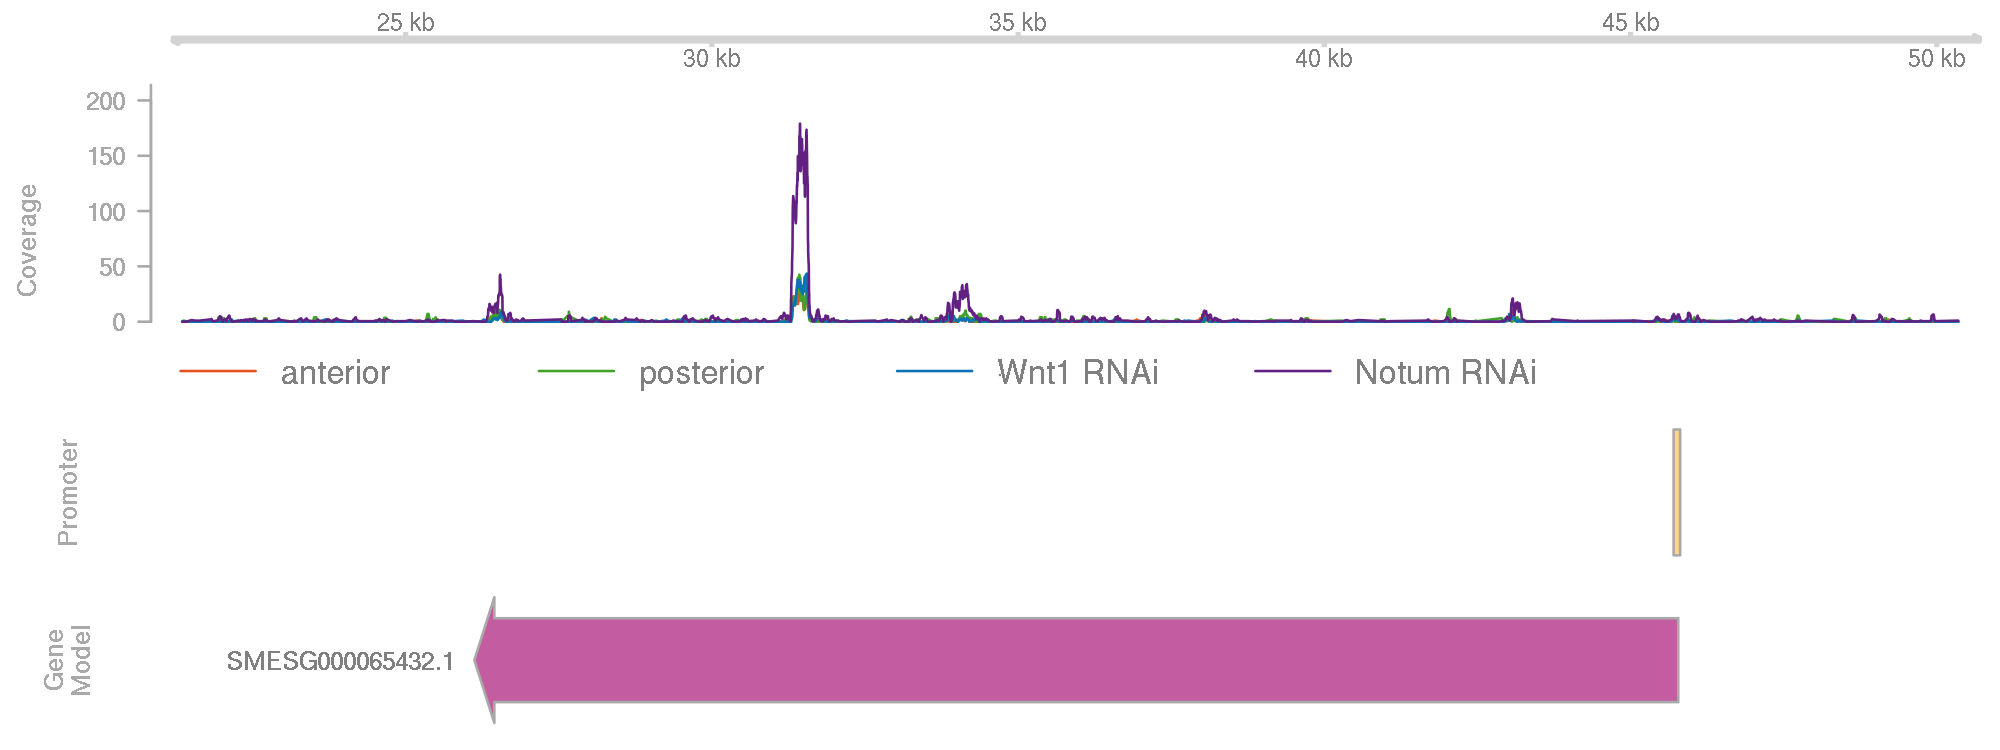 25 kb 35 kb 45 kb
30 kb 40 kb 50 kb
Coverage
200
150
100
50
0
anterior posterior Wnt1 RNAi Notum RNAi
Promoter
Gene
Model
SMESG000065432.1